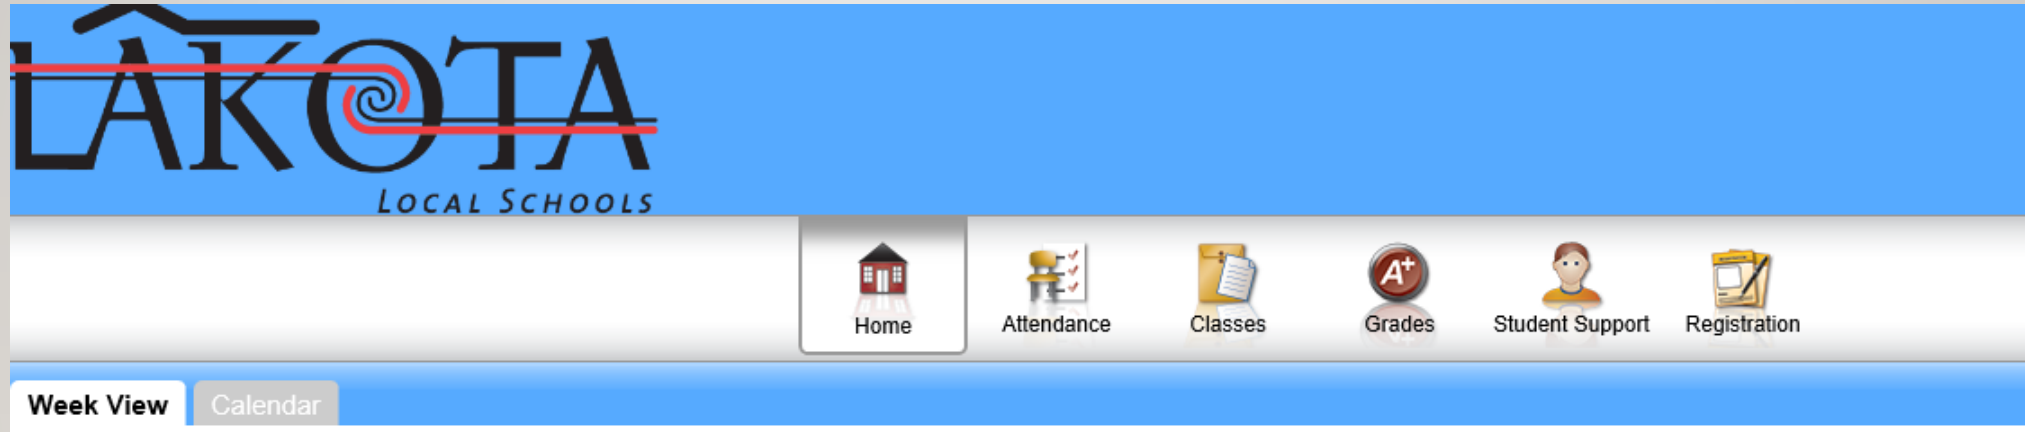 LAKOTA
LOCAL SCHOOLS
A+
Home
Attendance
Classes
Grades
Student Support
Registration
Week View
Calendar